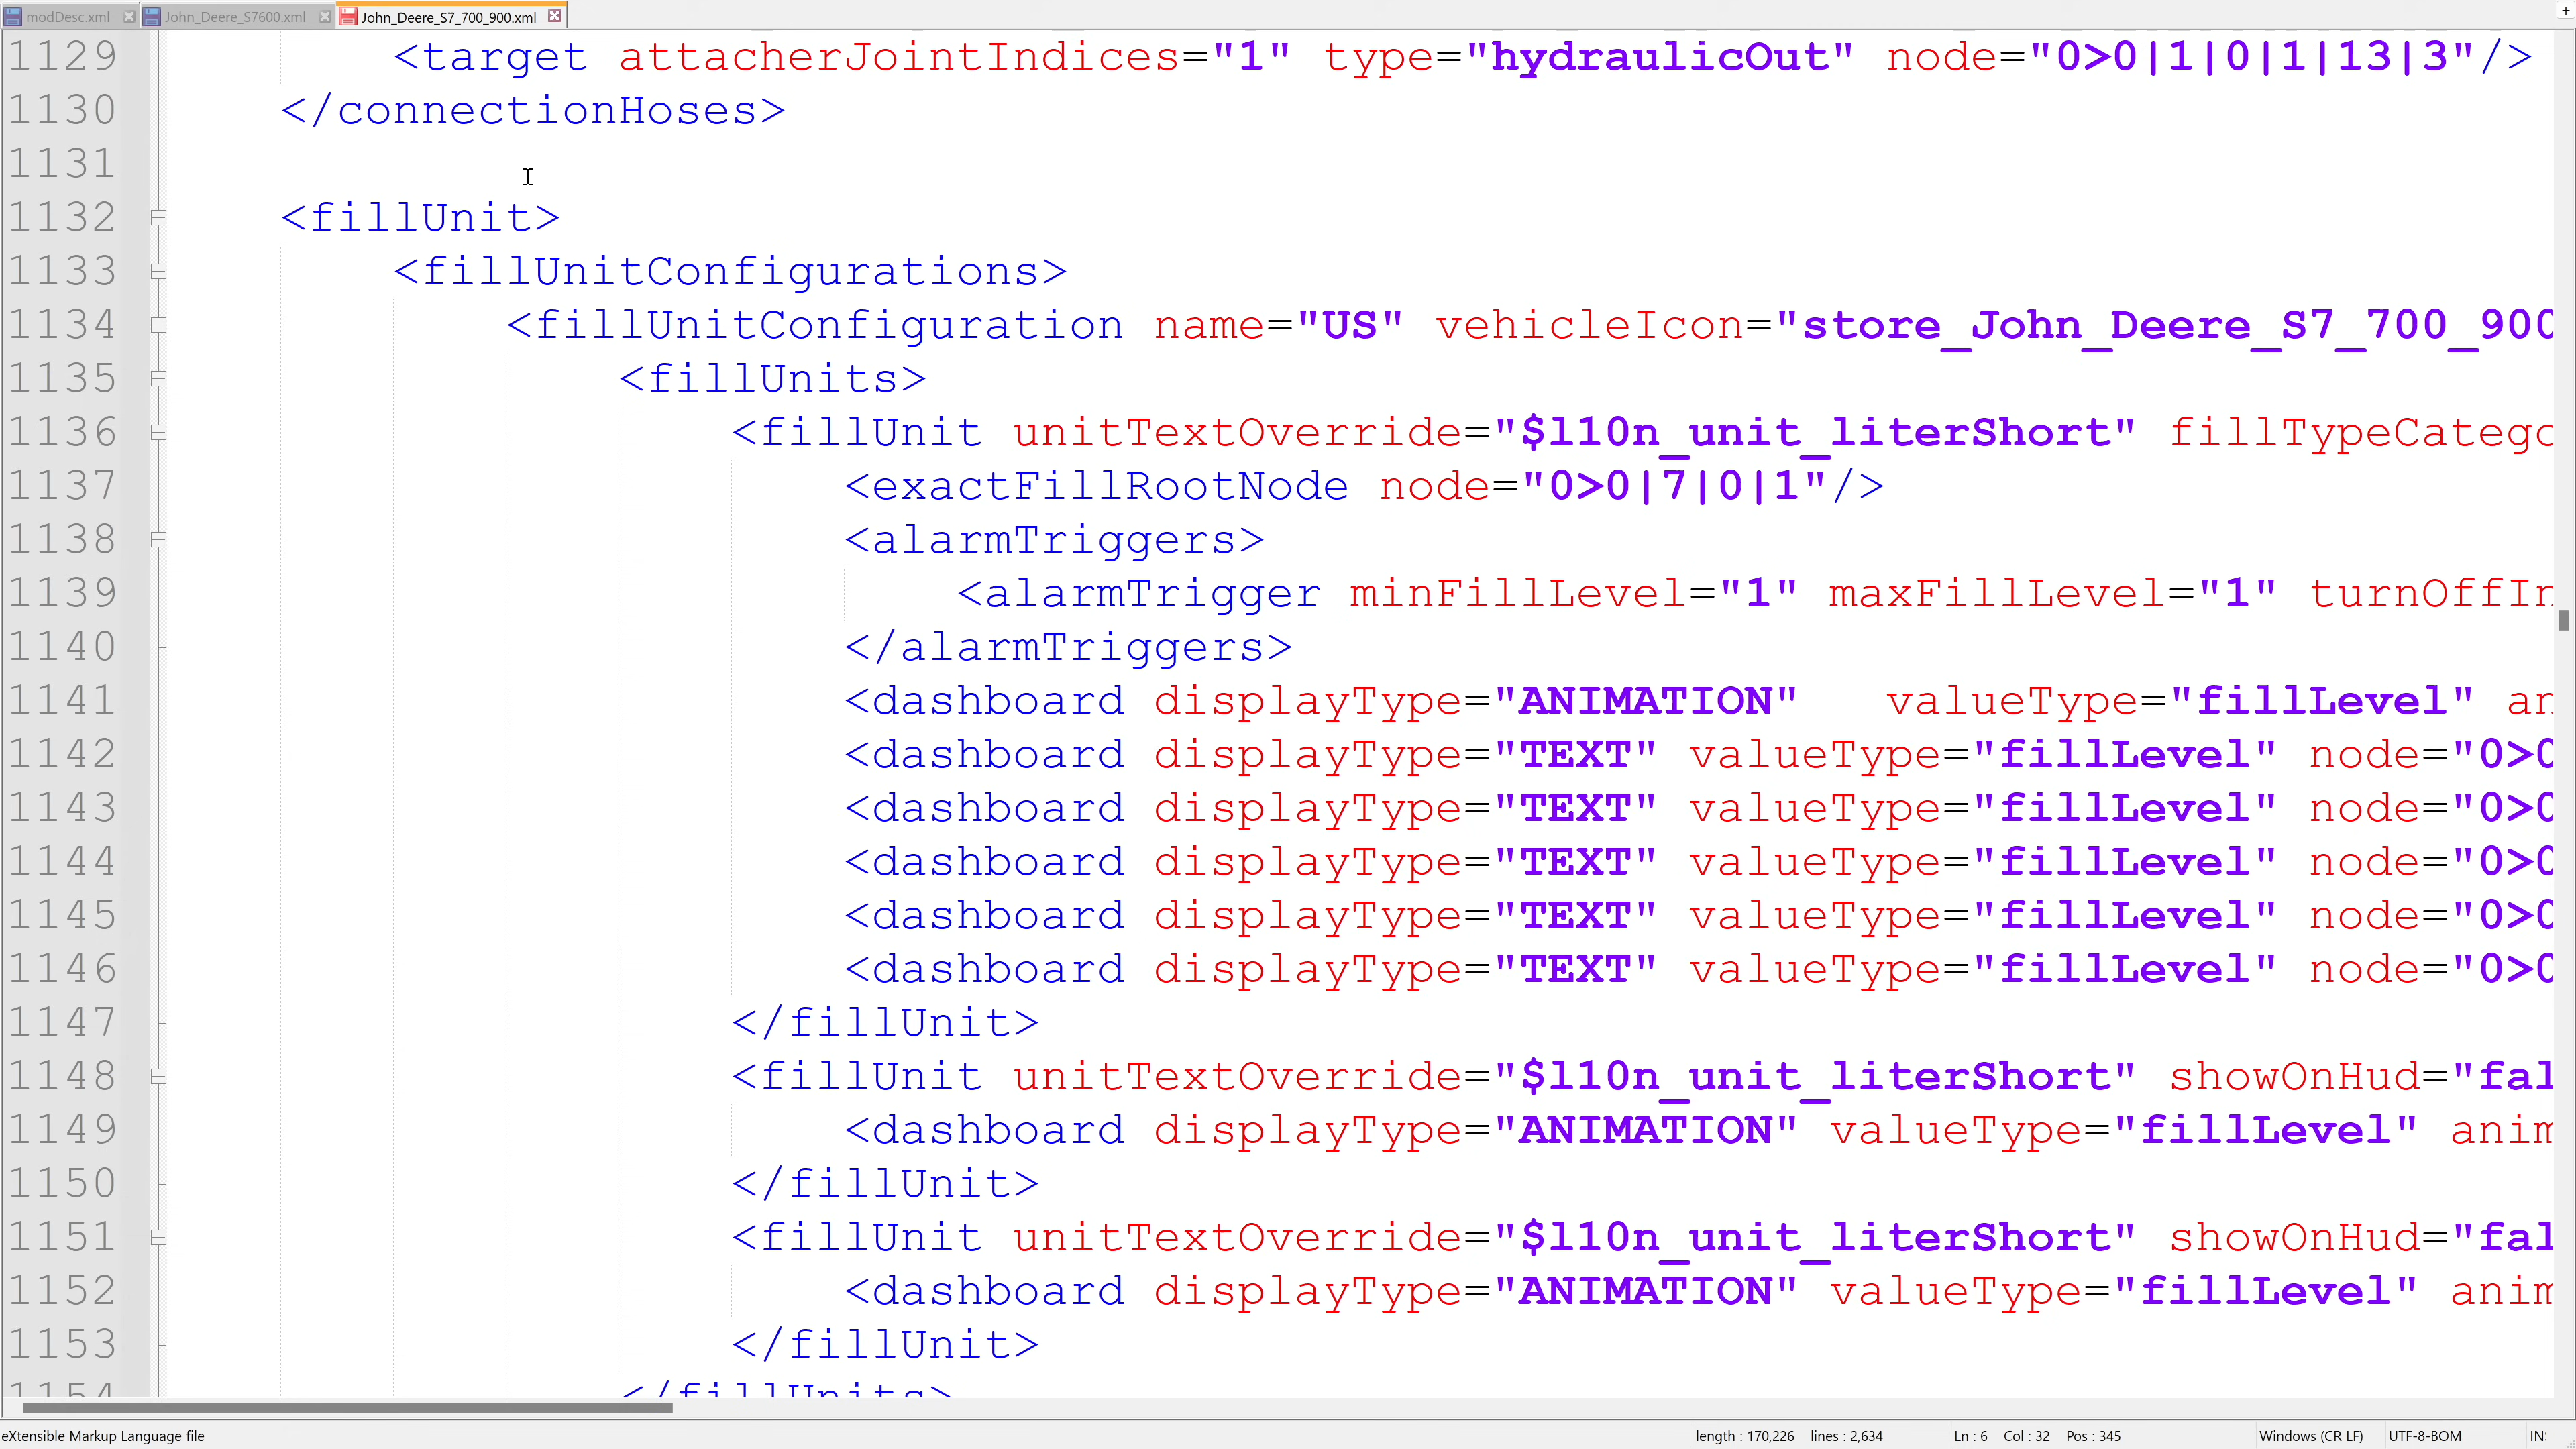 modDesc.xml John_Deere_S7600.xml John_Deere_S7_700_900.xml +
1129 <target attacherJointIndices="1" type="hydraulicOut" node="0>0|1|0|1|13|3"/>
1130 </connectionHoses>
1131
1132 <fillUnit>
1133 <fillUnitConfigurations>
1134 <fillUnitConfiguration name="US" vehicleIcon="store_John_Deere_S7_700_900
1135 <fillUnits>
1136 <fillUnit unitTextOverride="$l10n_unit_literShort" fillTypeCatego
1137 <exactFillRootNode node="0>0|7|0|1"/>
1138 <alarmTriggers>
1139 <alarmTrigger minFillLevel="1" maxFillLevel="1" turnOffIn
1140 </alarmTriggers>
1141 <dashboard displayType="ANIMATION" valueType="fillLevel" an
1142 <dashboard displayType="TEXT" valueType="fillLevel" node="0>0
1143 <dashboard displayType="TEXT" valueType="fillLevel" node="0>0
1144 <dashboard displayType="TEXT" valueType="fillLevel" node="0>0
1145 <dashboard displayType="TEXT" valueType="fillLevel" node="0>0
1146 <dashboard displayType="TEXT" valueType="fillLevel" node="0>0
1147 </fillUnit>
1148 <fillUnit unitTextOverride="$l10n_unit_literShort" showOnHud="fal
1149 <dashboard displayType="ANIMATION" valueType="fillLevel" anim
1150 </fillUnit>
1151 <fillUnit unitTextOverride="$l10n_unit_literShort" showOnHud="fal
1152 <dashboard displayType="ANIMATION" valueType="fillLevel" anim
1153 </fillUnit>
1154 </fillUnits>
eXtensible Markup Language file length : 170,226 lines : 2,634 Ln : 6 Col : 32 Pos : 345 Windows (CR LF) UTF-8-BOM IN